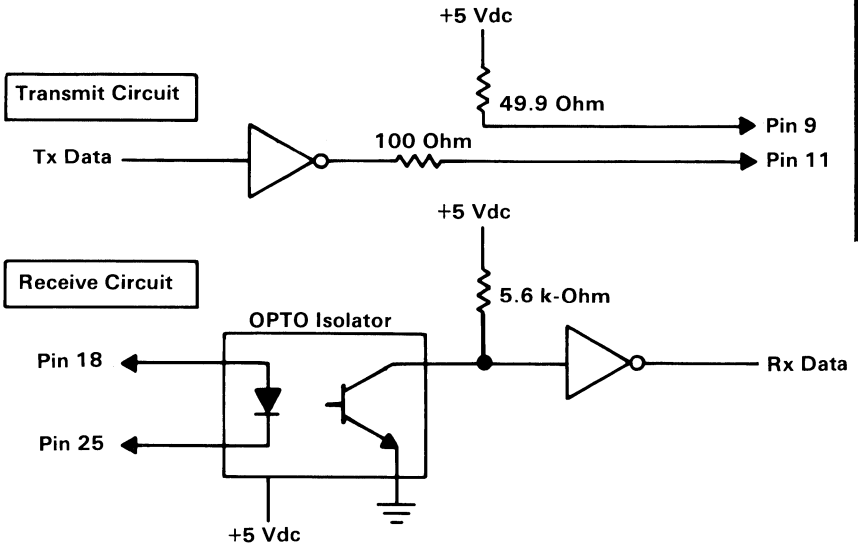 +5 Vdc
Transmit Circuit
49.9 Ohm
Pin 9
100 Ohm
Tx Data
Pin 11
+5 Vdc
Receive Circuit
5.6 k-Ohm
OPTO Isolator
Pin 18
Rx Data
Pin 25
+5 Vdc